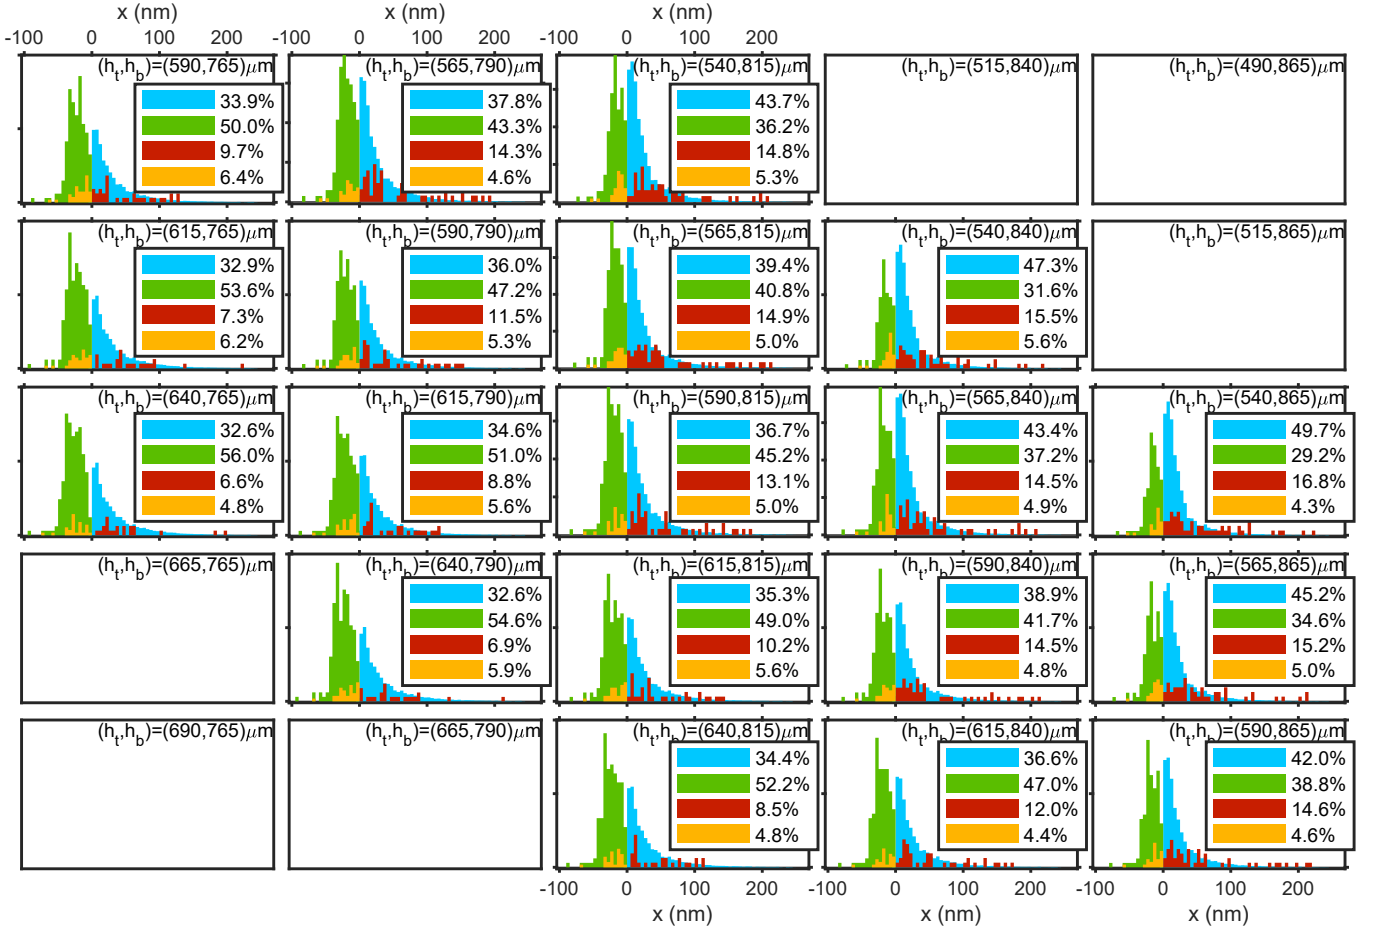 x (nm) x (nm) x (nm)
-100 0 100 200 -100 0 100 200 -100 0 100 200
(h_t,h_b)=(590,765)μm (h_t,h_b)=(565,790)μm (h_t,h_b)=(540,815)μm (h_t,h_b)=(515,840)μm (h_t,h_b)=(490,865)μm
33.9% 37.8% 43.7%
50.0% 43.3% 36.2%
9.7% 14.3% 14.8%
6.4% 4.6% 5.3%
(h_t,h_b)=(615,765)μm (h_t,h_b)=(590,790)μm (h_t,h_b)=(565,815)μm (h_t,h_b)=(540,840)μm (h_t,h_b)=(515,865)μm
32.9% 36.0% 39.4% 47.3%
53.6% 47.2% 40.8% 31.6%
7.3% 11.5% 14.9% 15.5%
6.2% 5.3% 5.0% 5.6%
(h_t,h_b)=(640,765)μm (h_t,h_b)=(615,790)μm (h_t,h_b)=(590,815)μm (h_t,h_b)=(565,840)μm (h_t,h_b)=(540,865)μm
32.6% 34.6% 36.7% 43.4% 49.7%
56.0% 51.0% 45.2% 37.2% 29.2%
6.6% 8.8% 13.1% 14.5% 16.8%
4.8% 5.6% 5.0% 4.9% 4.3%
(h_t,h_b)=(665,765)μm (h_t,h_b)=(640,790)μm (h_t,h_b)=(615,815)μm (h_t,h_b)=(590,840)μm (h_t,h_b)=(565,865)μm
32.6% 35.3% 38.9% 45.2%
54.6% 49.0% 41.7% 34.6%
6.9% 10.2% 14.5% 15.2%
5.9% 5.6% 4.8% 5.0%
(h_t,h_b)=(690,765)μm (h_t,h_b)=(665,790)μm (h_t,h_b)=(640,815)μm (h_t,h_b)=(615,840)μm (h_t,h_b)=(590,865)μm
34.4% 36.6% 42.0%
52.2% 47.0% 38.8%
8.5% 12.0% 14.6%
4.8% 4.4% 4.6%
-100 0 100 200 -100 0 100 200 -100 0 100 200
x (nm) x (nm) x (nm)